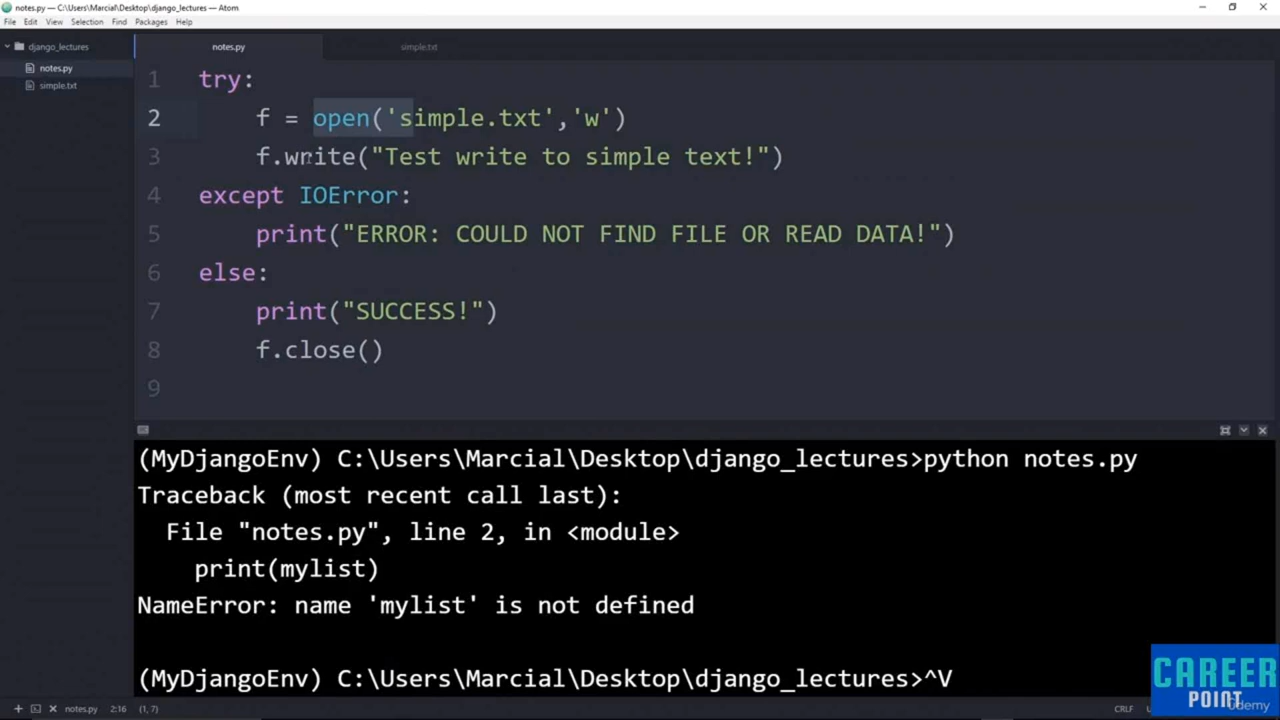 notes.py — C:\Users\Marcial\Desktop\django_lectures — Atom
File Edit View Selection Find Packages Help
django_lectures
notes.py
simple.txt
notes.py simple.txt
1 try:
2 f = open('simple.txt','w')
3 f.write("Test write to simple text!")
4 except IOError:
5 print("ERROR: COULD NOT FIND FILE OR READ DATA!")
6 else:
7 print("SUCCESS!")
8 f.close()
9
(MyDjangoEnv) C:\Users\Marcial\Desktop\django_lectures>python notes.py
Traceback (most recent call last):
File "notes.py", line 2, in <module>
print(mylist)
NameError: name 'mylist' is not defined
(MyDjangoEnv) C:\Users\Marcial\Desktop\django_lectures>^V
CAREER
POINT
udemy
notes.py 2:16 (1, 7) CRLF